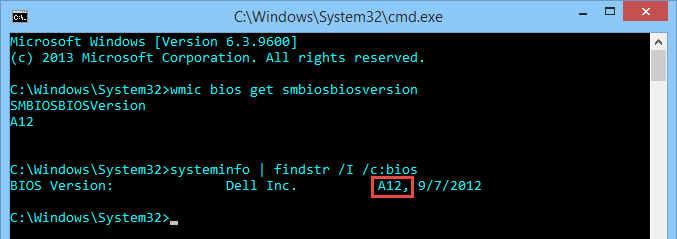 C:\Windows\System32\cmd.exe
Microsoft Windows [Version 6.3.9600]
(c) 2013 Microsoft Corporation. All rights reserved.
C:\Windows\System32>wmic bios get smbiosbiosversion
SMBIOSBIOSVersion
A12
C:\Windows\System32>systeminfo | findstr /I /c:bios
BIOS Version: Dell Inc. A12, 9/7/2012
C:\Windows\System32>_